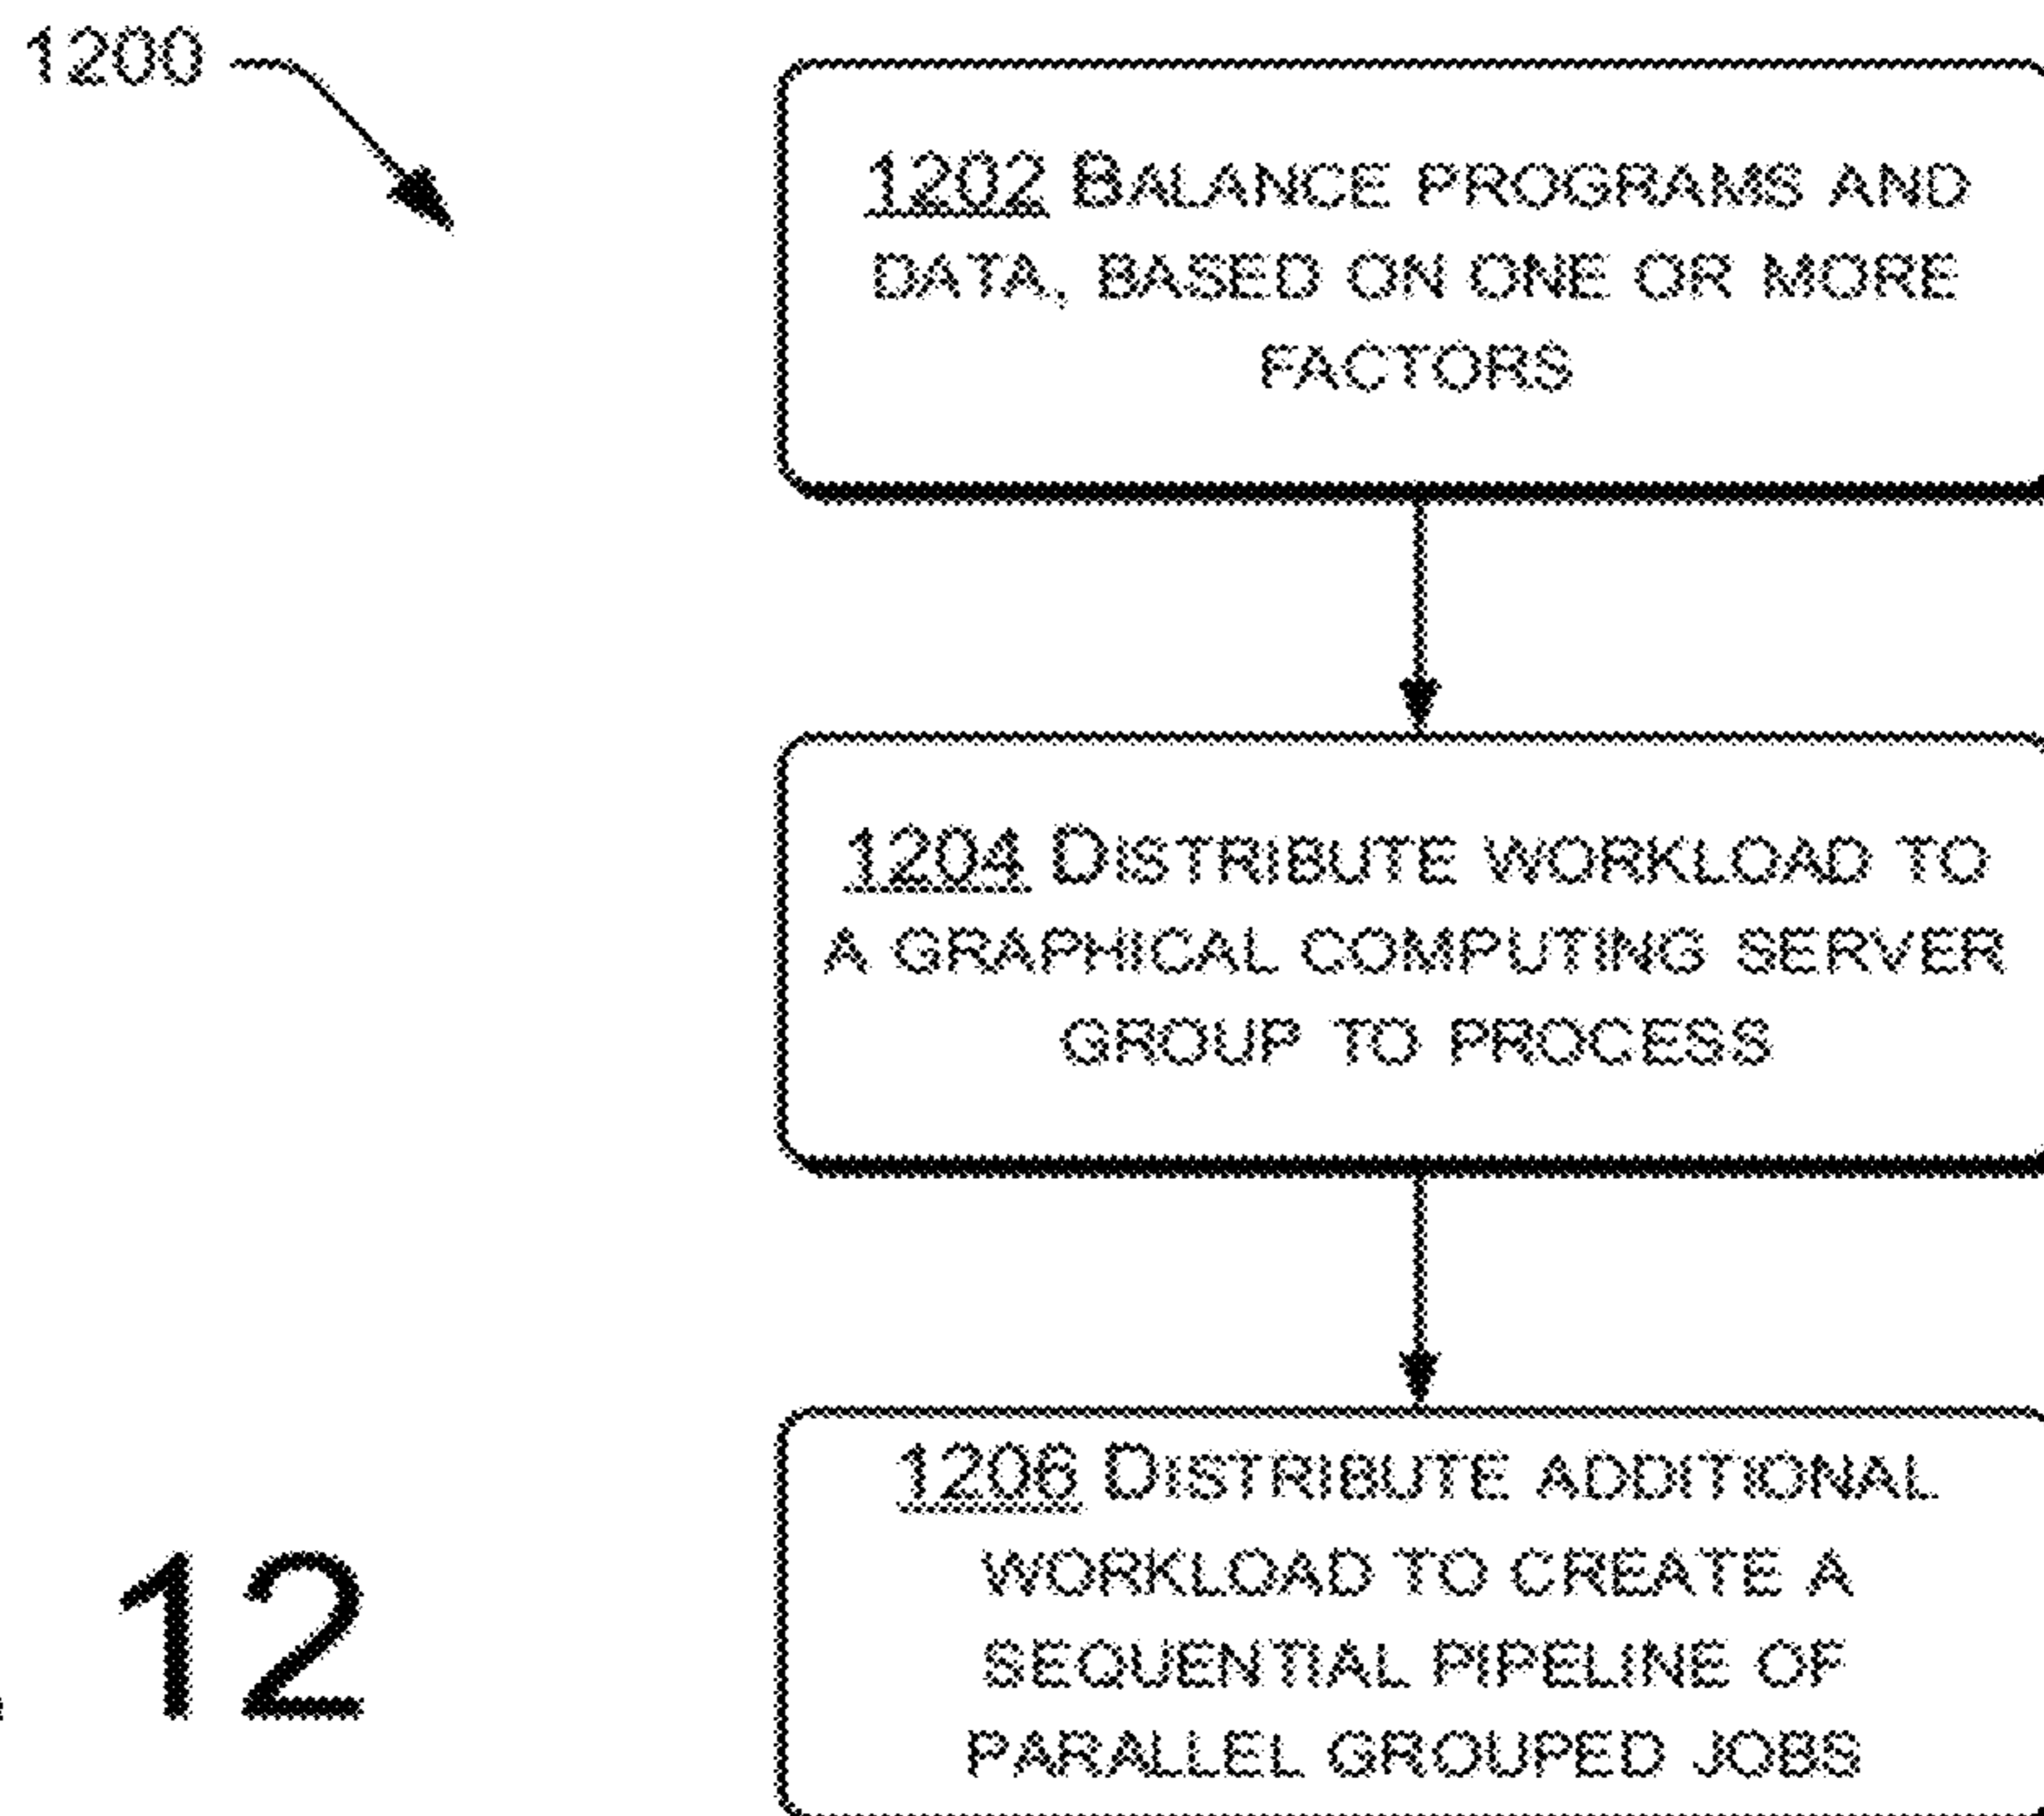 1200
1202 BALANCE PROGRAMS AND
DATA, BASED ON ONE OR MORE
FACTORS
1204 DISTRIBUTE WORKLOAD TO
A GRAPHICAL COMPUTING SERVER
GROUP TO PROCESS
1206 DISTRIBUTE ADDITIONAL
WORKLOAD TO CREATE A
SEQUENTIAL PIPELINE OF
PARALLEL GROUPED JOBS
12